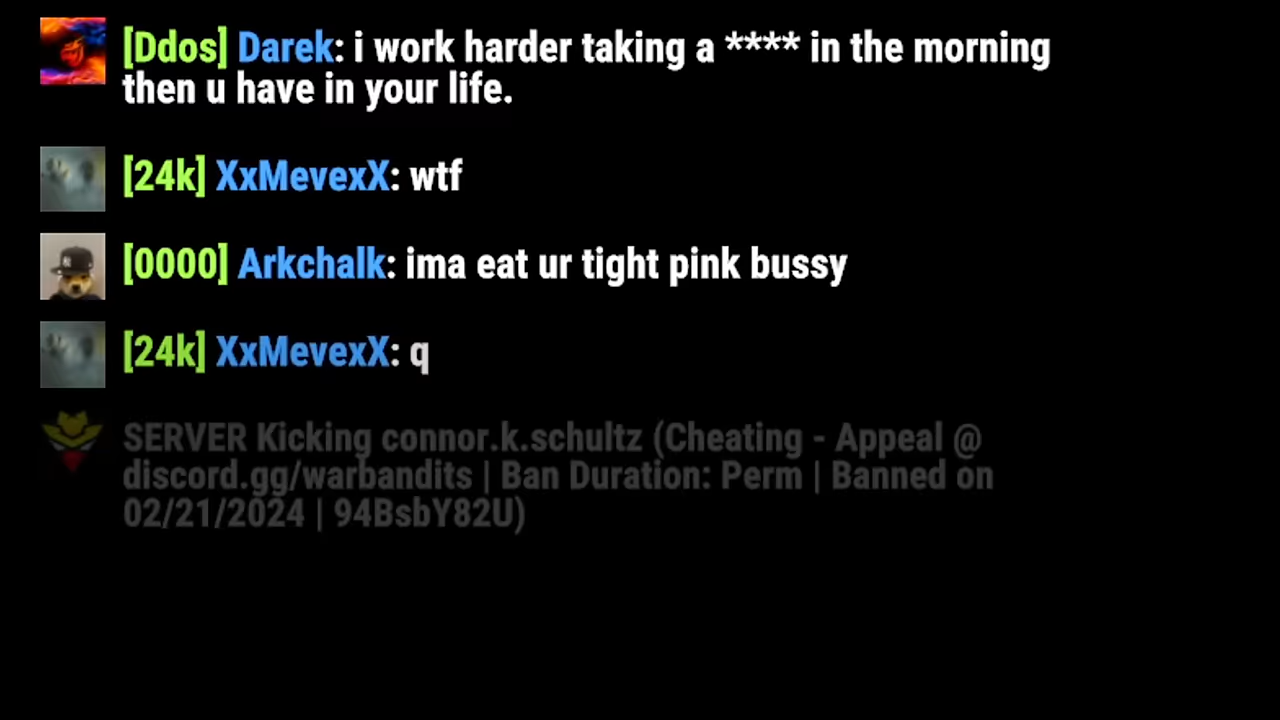 [Ddos] Darek: i work harder taking a **** in the morning
then u have in your life.
[24k] XxMevexX: wtf
[0000] Arkchalk: ima eat ur tight pink bussy
[24k] XxMevexX: q
SERVER Kicking connor.k.schultz (Cheating - Appeal @
discord.gg/warbandits | Ban Duration: Perm | Banned on
02/21/2024 | 94BsbY82U)